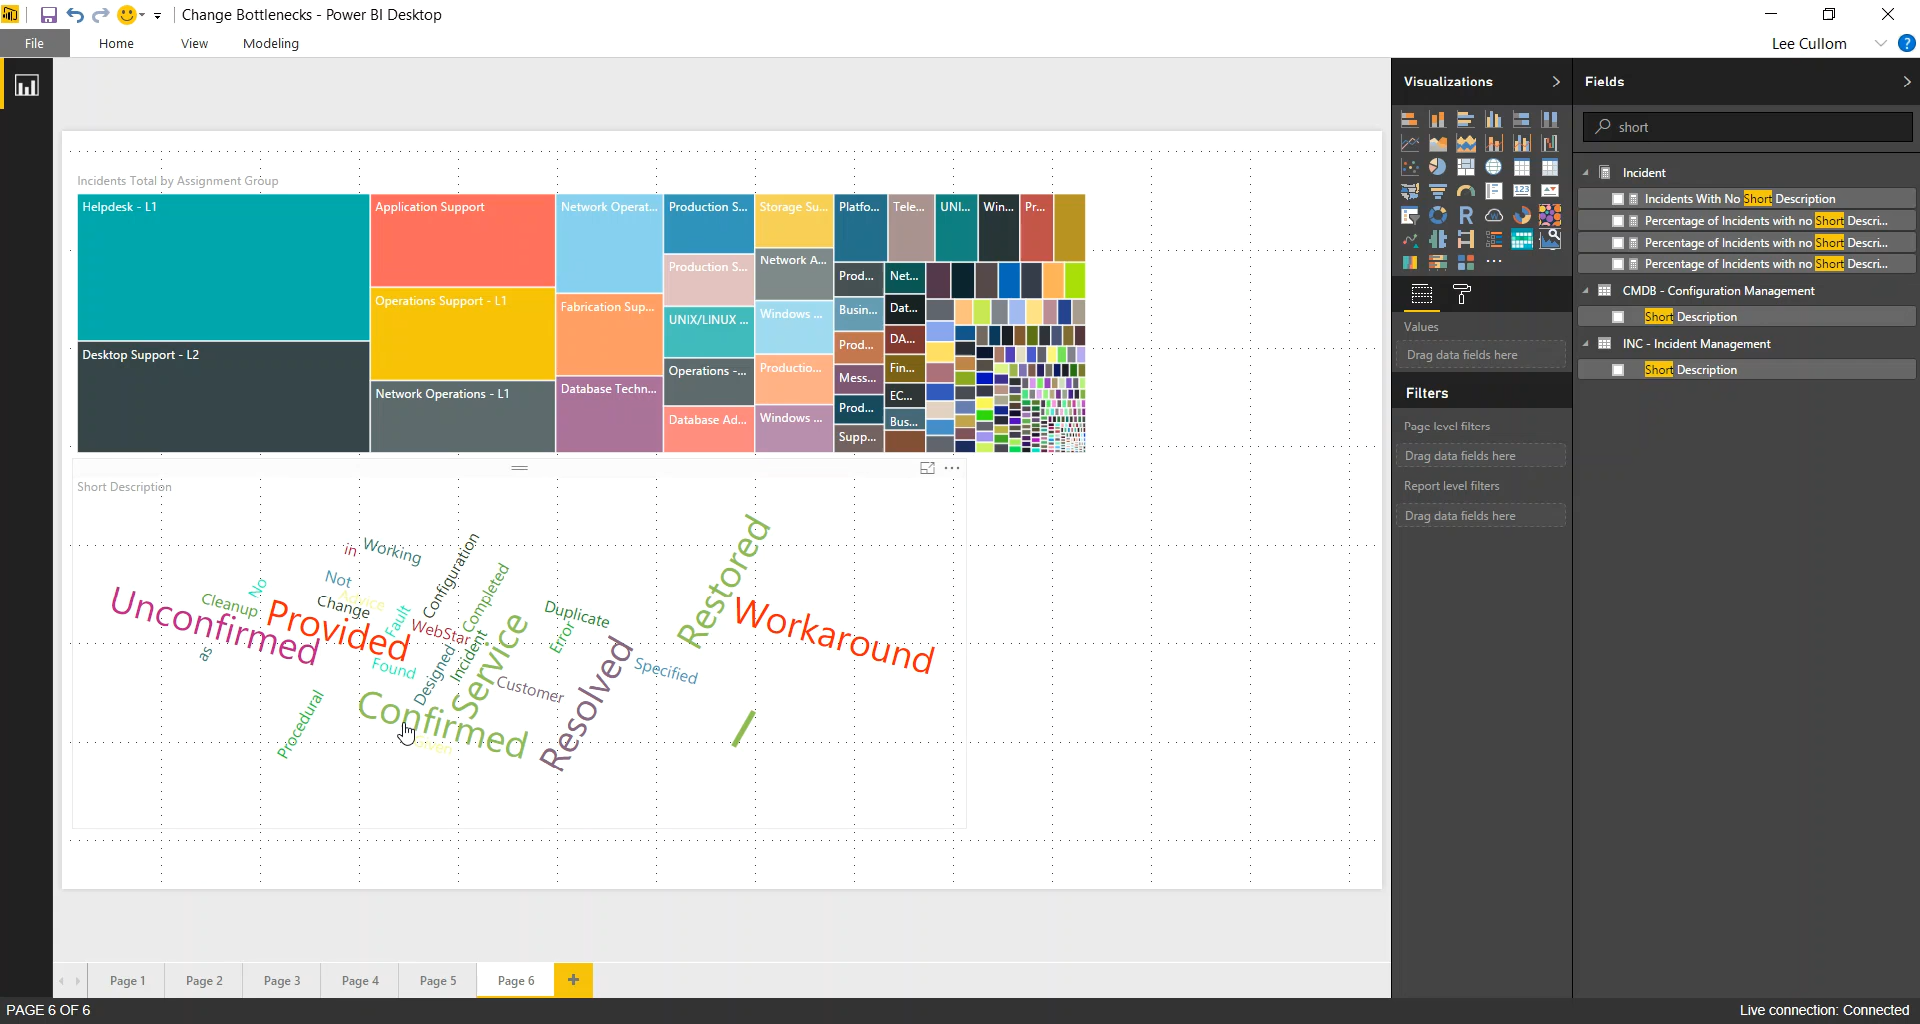 Change Bottlenecks - Power BI Desktop
File
Home
View
Modeling
Lee Cullom
?
Visualizations
Fields
short
Incident
Incidents With No Short Description
Percentage of Incidents with no Short Descri...
Percentage of Incidents with no Short Descri...
Percentage of Incidents with no Short Descri...
CMDB - Configuration Management
Short Description
INC - Incident Management
Short Description
R
123
Values
Drag data fields here
Filters
Page level filters
Drag data fields here
Report level filters
Drag data fields here
Incidents Total by Assignment Group
Helpdesk - L1
Desktop Support - L2
Application Support
Operations Support - L1
Network Operations - L1
Network Operat...
Fabrication Sup...
Database Techn...
Production S...
Production S...
UNIX/LINUX ...
Operations -...
Database Ad...
Storage Su...
Network A...
Windows ...
Productio...
Windows ...
Platfo...
Prod...
Busin...
Prod...
Mess...
Prod...
Supp...
Tele...
Net...
Dat...
DA...
Fin...
EC...
Bus...
UNI...
Win...
Pr...
Short Description
in
Working
Configuration
Restored
No
Not
Advice
Completed
Cleanup
Change
Fault
Duplicate
Unconfirmed
Provided
WebStar
Error
Workaround
as
Found
Designed
Incident
Service
Resolved
Specified
Customer
Procedural
Confirmed
Given
/
Page 1
Page 2
Page 3
Page 4
Page 5
Page 6
+
PAGE 6 OF 6
Live connection: Connected